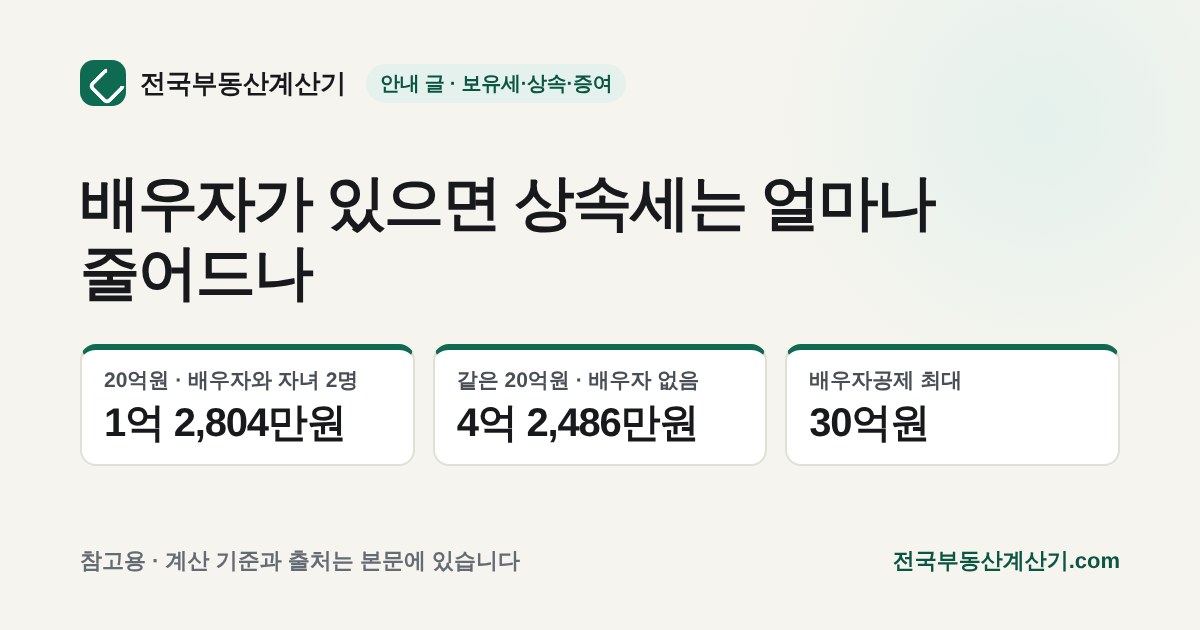 전국부동산계산기
안내 글 · 보유세·상속·증여
배우자가 있으면 상속세는 얼마나
줄어드나
20억원 · 배우자와 자녀 2명
1억 2,804만원
같은 20억원 · 배우자 없음
4억 2,486만원
배우자공제 최대
30억원
참고용 · 계산 기준과 출처는 본문에 있습니다
전국부동산계산기.com